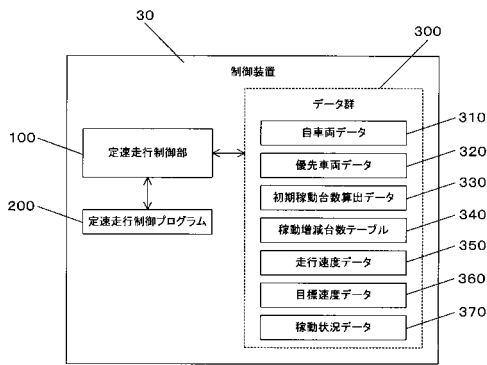 30
300
制御装置
データ群
100
定速走行制御部
200
定速走行制御プログラム
自車両データ
310
優先車両データ
320
初期稼動台数算出データ
330
稼動増減台数テーブル
340
走行速度データ
350
目標速度データ
360
稼動状況データ
370